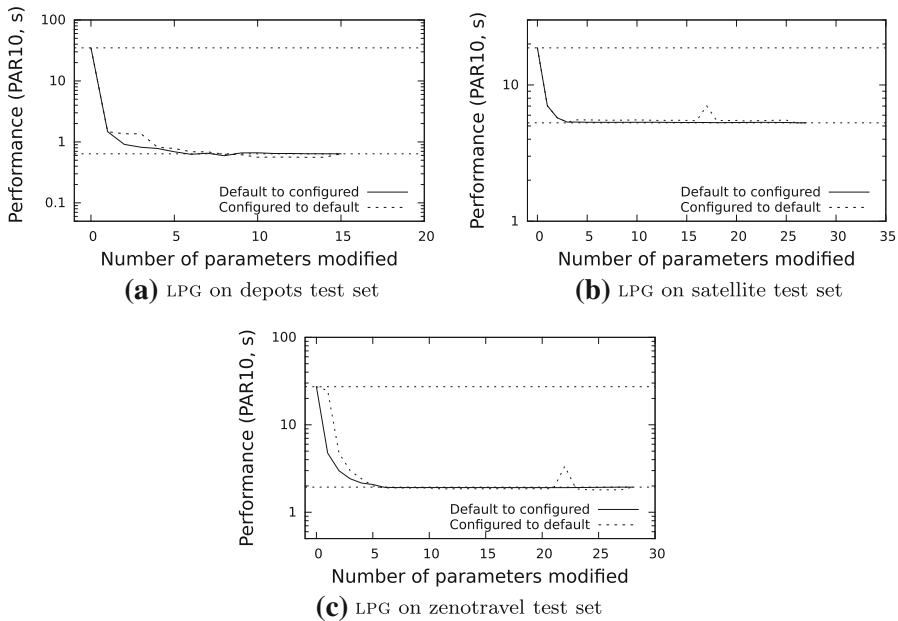 Performance (PAR10, s)
100
10
1
0.1
Default to configured
Configured to default
0 5 10 15 20
Number of parameters modified
(a) LPG on depots test set
Performance (PAR10, s)
10
1
Default to configured
Configured to default
0 5 10 15 20 25 30 35
Number of parameters modified
(b) LPG on satellite test set
Performance (PAR10, s)
100
10
1
Default to configured
Configured to default
0 5 10 15 20 25 30
Number of parameters modified
(c) LPG on zenotravel test set